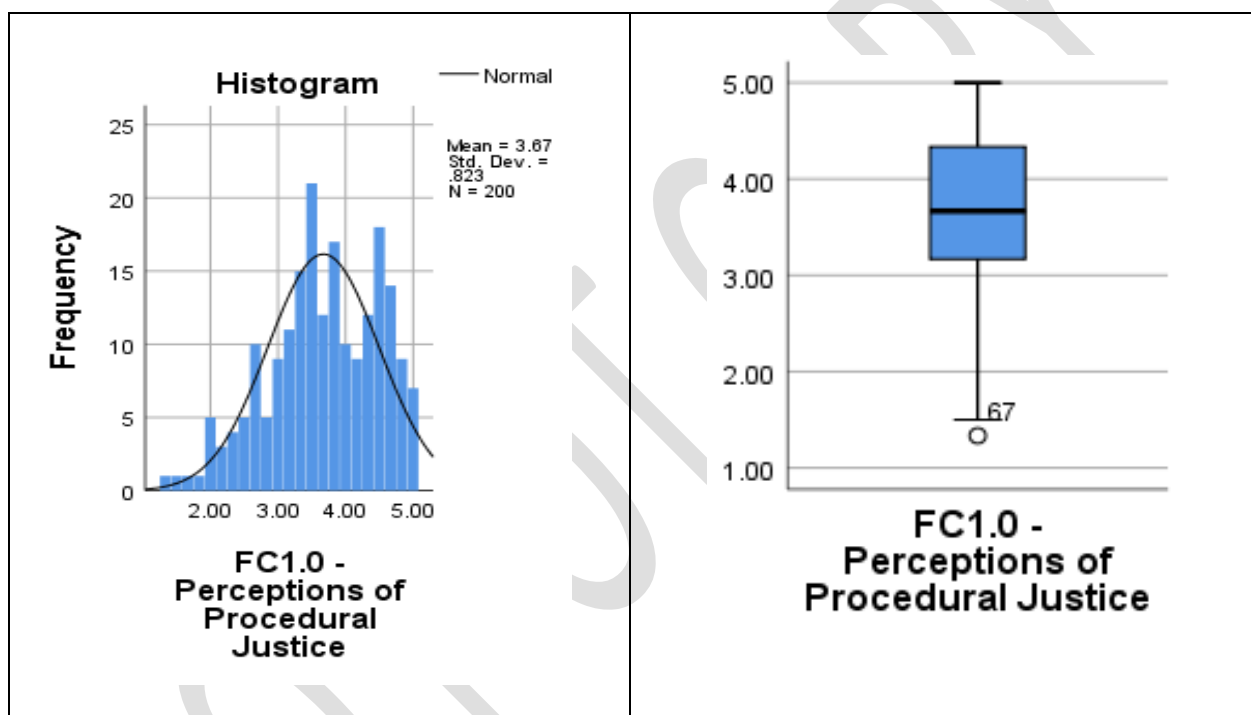 Histogram
Normal
Mean = 3.67
Std. Dev. =
.823
N = 200
25
20
15
10
5
0
Frequency
2.00 3.00 4.00 5.00
FC1.0 -
Perceptions of
Procedural
Justice
5.00
4.00
3.00
2.00
1.00
67
FC1.0 -
Perceptions of
Procedural Justice